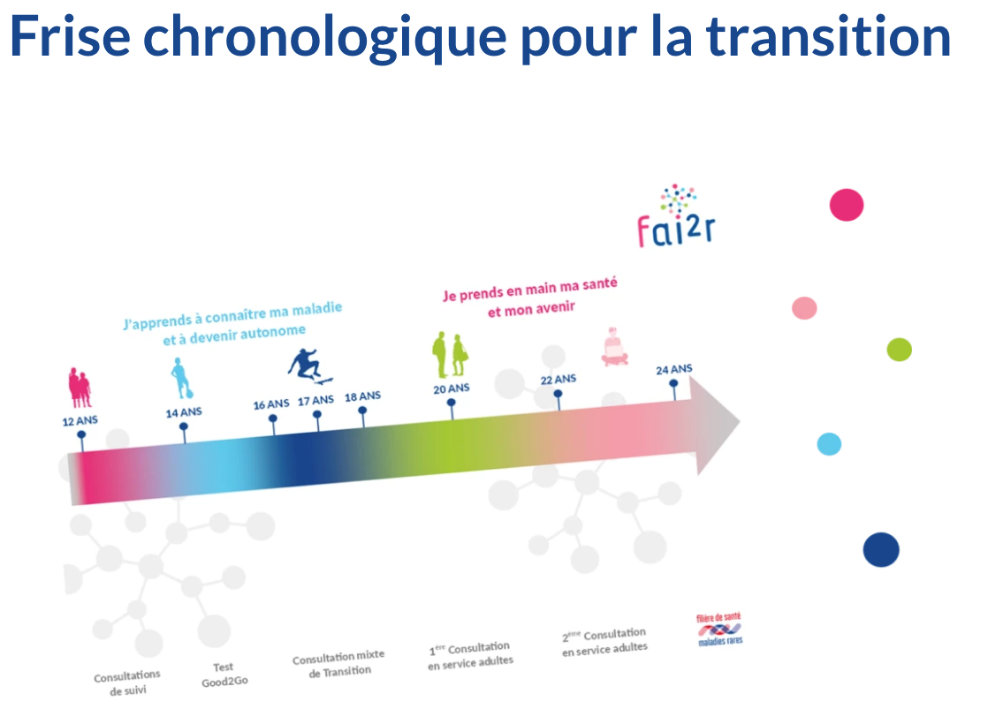 Frise chronologique pour la transition
fai2r
Je prends en main ma santé
et mon avenir
J'apprends à connaître ma maladie
et à devenir autonome
12 ANS
14 ANS
16 ANS
17 ANS
18 ANS
20 ANS
22 ANS
24 ANS
Consultations
de suivi
Test
Good2Go
Consultation mixte
de Transition
1ère Consultation
en service adultes
2ème Consultation
en service adultes
filière de santé
maladies rares